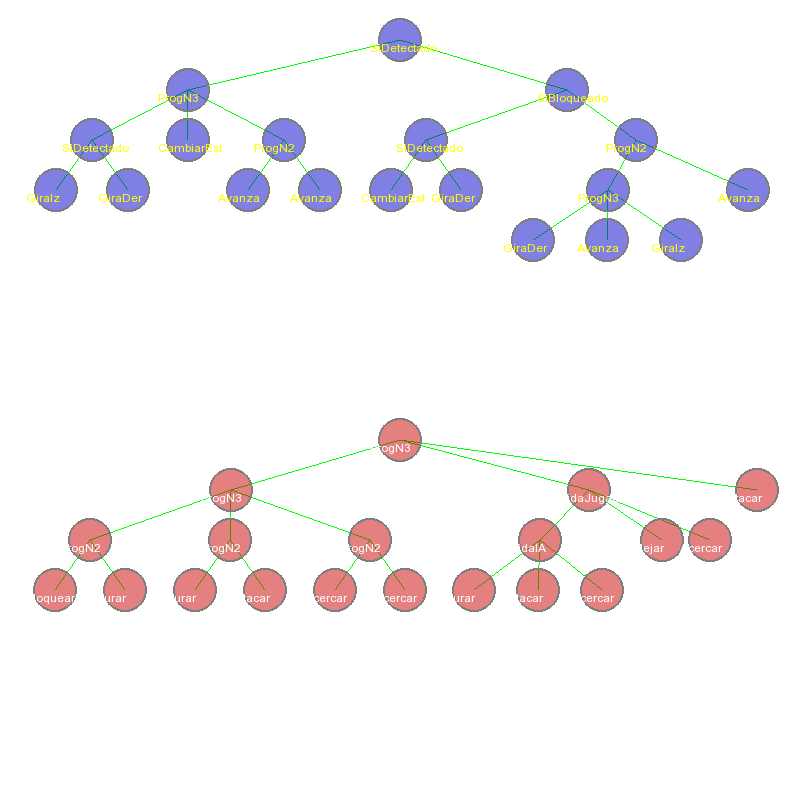 SiDetectado
ProgN3 SiBloqueado
SiDetectado CambiarEst ProgN2 SiDetectado ProgN2
GiraIz GiraDer Avanza Avanza CambiarEst GiraDer ProgN3 Avanza
GiraDer Avanza GiraIz
rogN3
rogN3 idaJuga tacar
rogN2 rogN2 rogN2 idaIA ejar cercar
loquear urar urar tacar cercar cercar urar tacar cercar